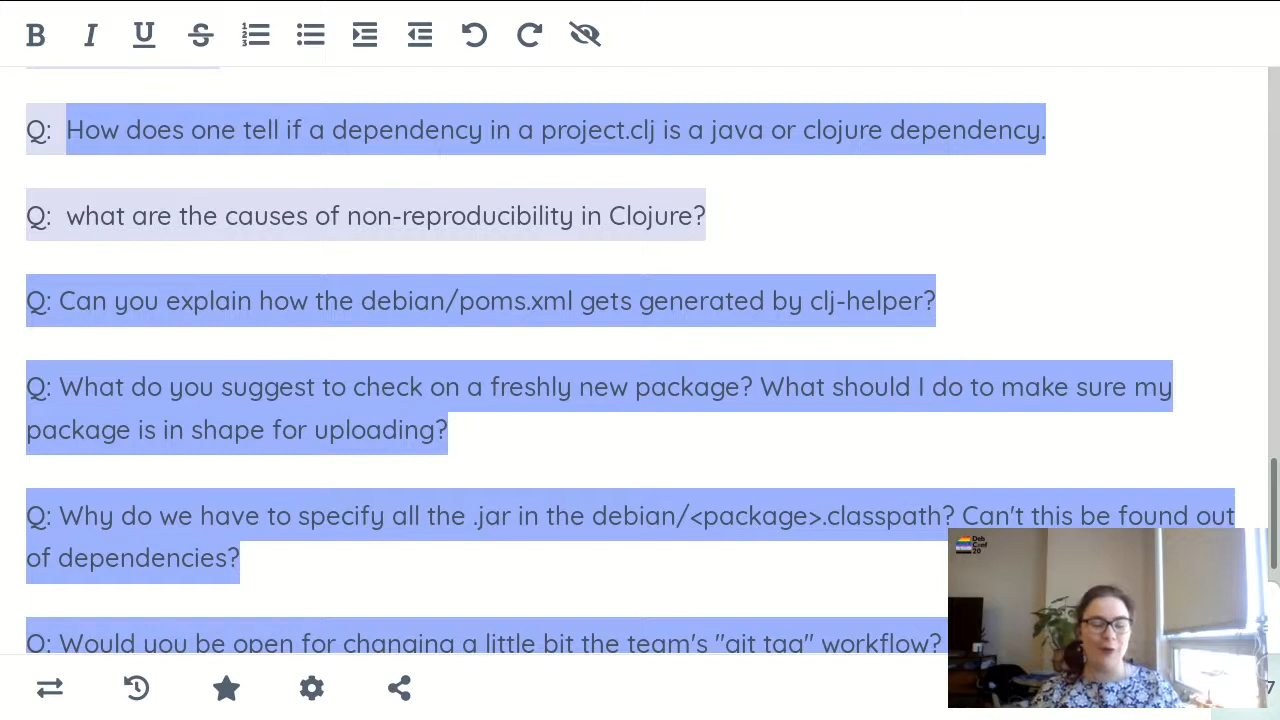 Q: How does one tell if a dependency in a project.clj is a java or clojure dependency.
Q: what are the causes of non-reproducibility in Clojure?
Q: Can you explain how the debian/poms.xml gets generated by clj-helper?
Q: What do you suggest to check on a freshly new package? What should I do to make sure my
package is in shape for uploading?
Q: Why do we have to specify all the .jar in the debian/<package>.classpath? Can't this be found out
of dependencies?
Q: Would you be open for changing a little bit the team's "git tag" workflow?
Deb
Conf
20
7